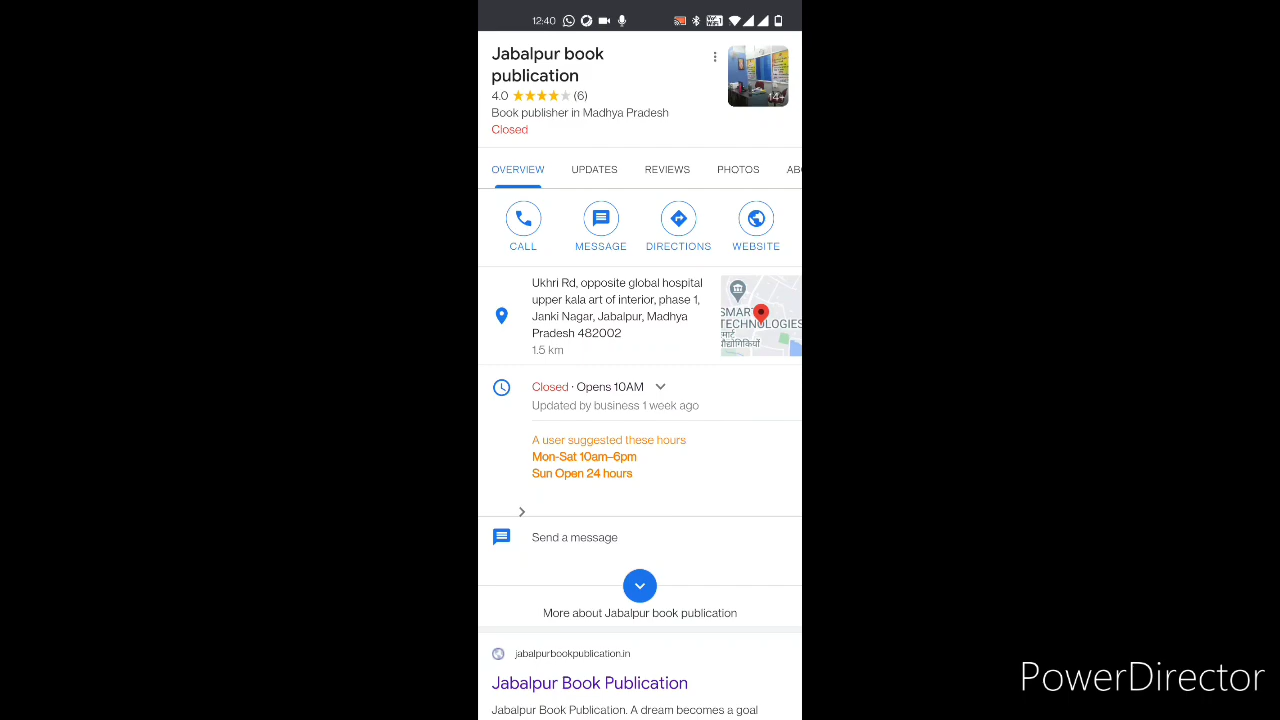 12:40
Jabalpur book
publication
4.0 (6)
14+
Book publisher in Madhya Pradesh
Closed
OVERVIEW UPDATES REVIEWS PHOTOS ABO
CALL MESSAGE DIRECTIONS WEBSITE
Ukhri Rd, opposite global hospital
upper kala art of interior, phase 1,
Janki Nagar, Jabalpur, Madhya
Pradesh 482002
1.5 km
SMART
TECHNOLOGIES
स्मार्ट
प्रौद्योगिकियों
Closed · Opens 10AM
Updated by business 1 week ago
A user suggested these hours
Mon-Sat 10am–6pm
Sun Open 24 hours
Send a message
More about Jabalpur book publication
jabalpurbookpublication.in
Jabalpur Book Publication
Jabalpur Book Publication. A dream becomes a goal
PowerDirector